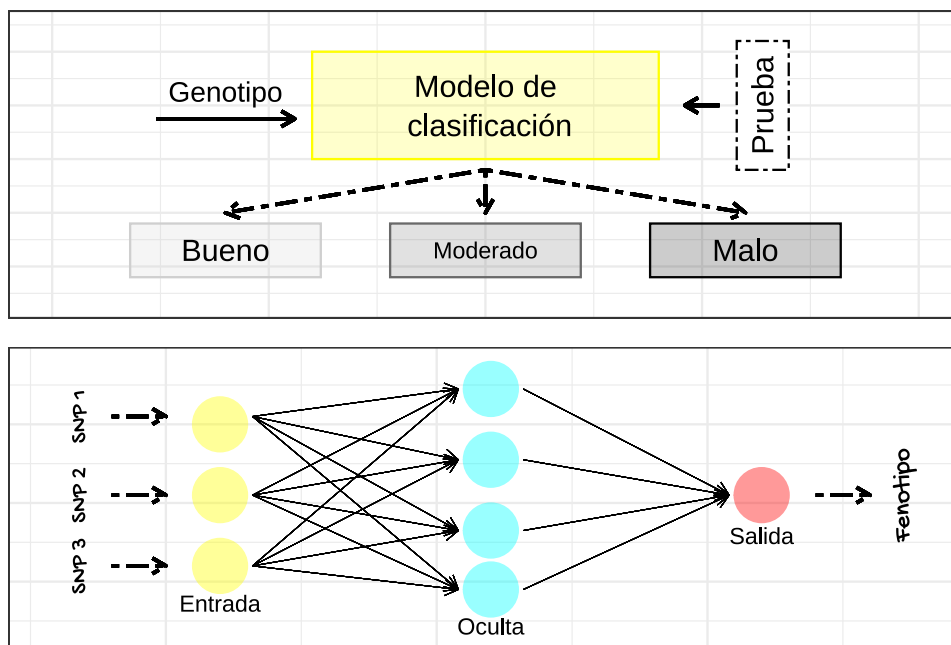 Genotipo
Modelo de
clasificación
Prueba
Bueno
Moderado
Malo
SNP 1
SNP 2
SNP 3
Entrada
Oculta
Salida
Fenotipo